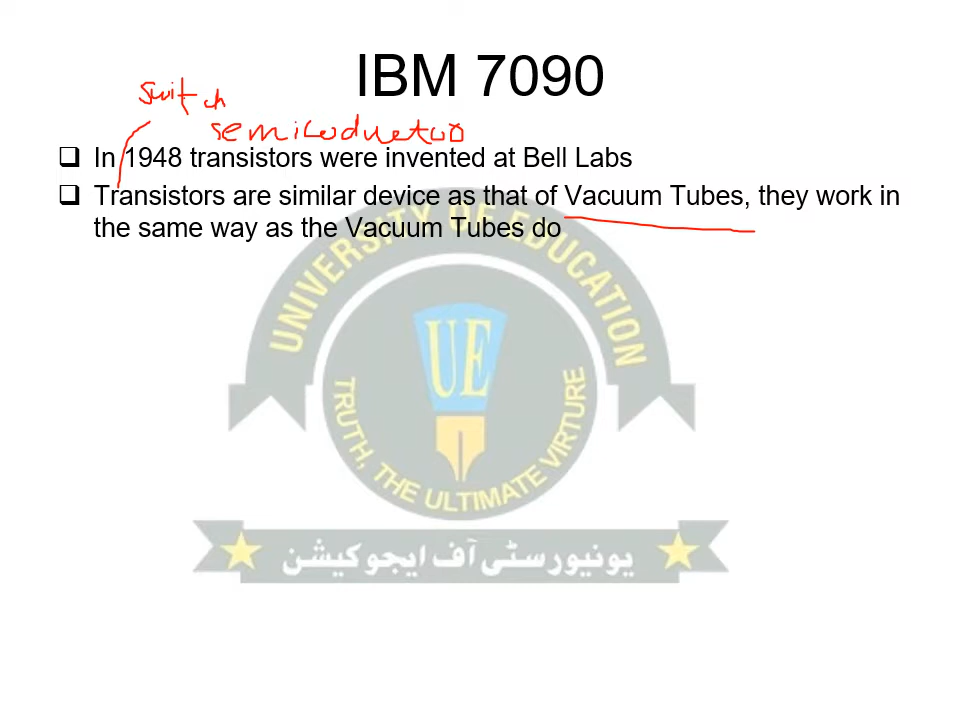 IBM 7090
switch
semicoductor
In 1948 transistors were invented at Bell Labs
Transistors are similar device as that of Vacuum Tubes, they work in
the same way as the Vacuum Tubes do
UNIVERSITY OF EDUCATION
UE
TRUTH, THE ULTIMATE VIRTURE
یونیورسٹی آف ایجوکیشن